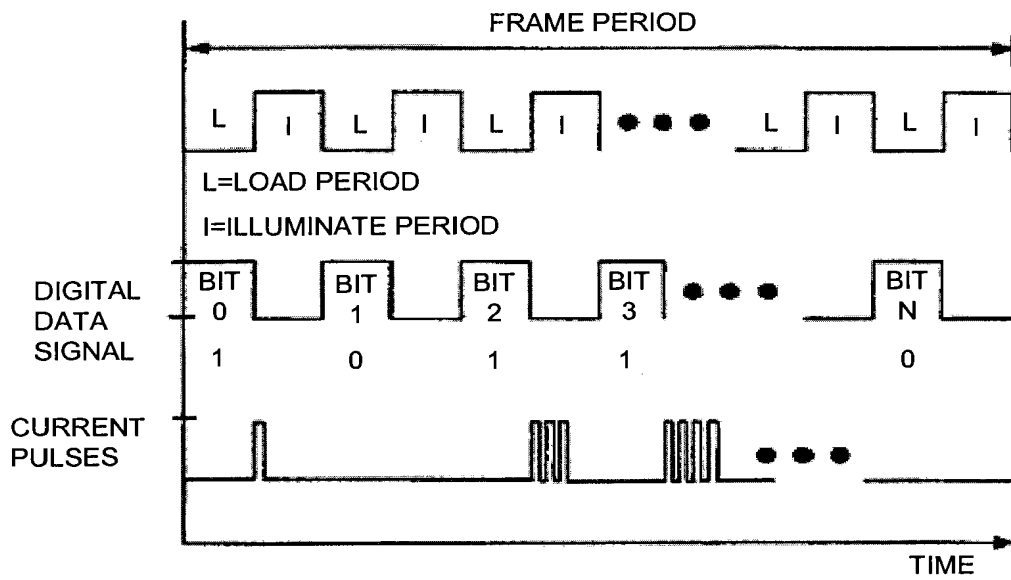 FRAME PERIOD
L I L I L I L I L I
L=LOAD PERIOD
I=ILLUMINATE PERIOD
DIGITAL
DATA
SIGNAL
BIT
0
BIT
1
BIT
2
BIT
3
BIT
N
1 0 1 1 0
CURRENT
PULSES
TIME